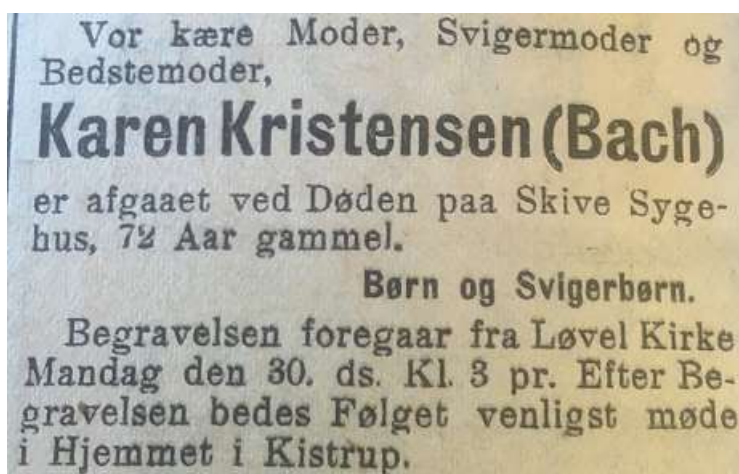 Vor kære Moder, Svigermoder og
Bedstemoder,
Karen Kristensen (Bach)
er afgaaet ved Døden paa Skive Syge-
hus, 72 Aar gammel.
Børn og Svigerbørn.
Begravelsen foregaar fra Løvel Kirke
Mandag den 30. ds. Kl. 3 pr. Efter Be-
gravelsen bedes Følget venligst møde
i Hjemmet i Kistrup.